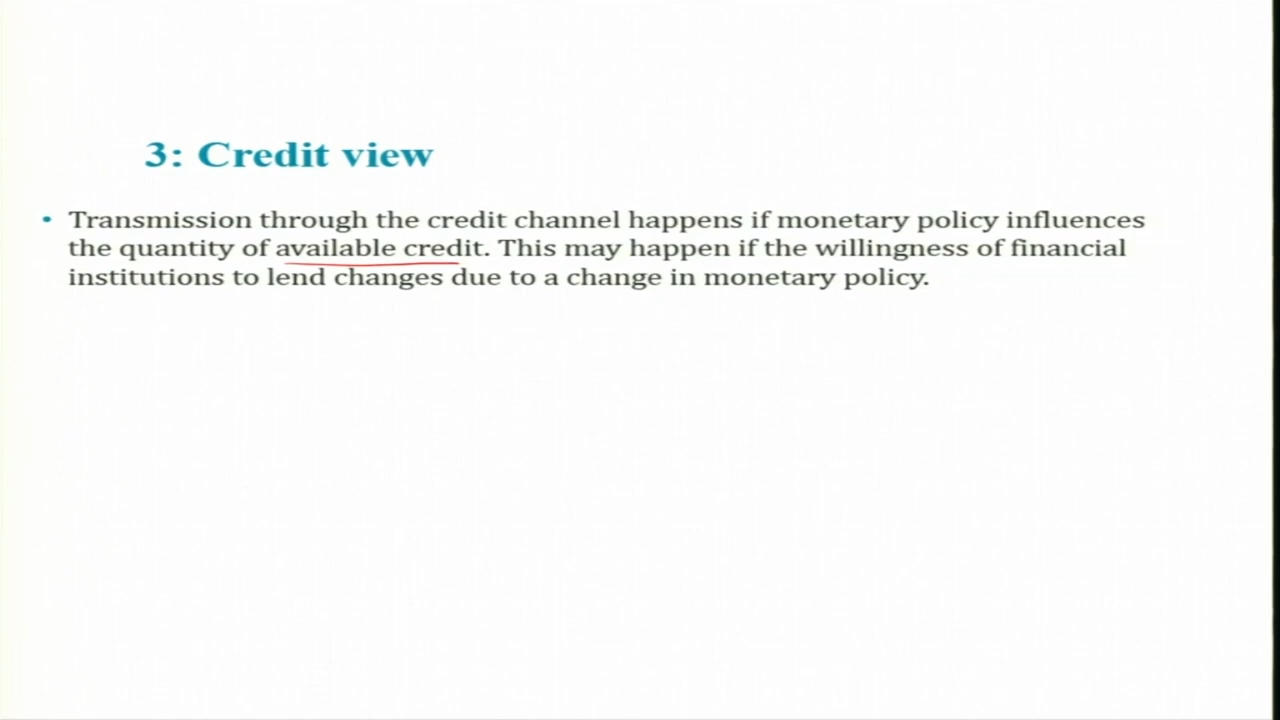 3: Credit view
• Transmission through the credit channel happens if monetary policy influences
the quantity of available credit. This may happen if the willingness of financial
institutions to lend changes due to a change in monetary policy.